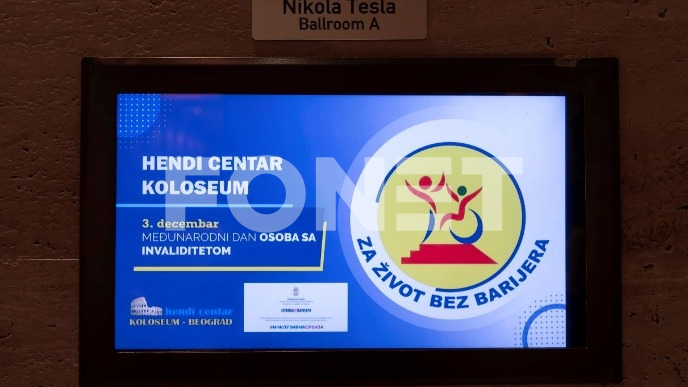 Nikola Tesla
Ballroom A
HENDI CENTAR
KOLOSEUM
FONET
3. decembar
MEĐUNARODNI DAN OSOBA SA
INVALIDITETOM
ZA ŽIVOT BEZ BARIJERA
hendi centar
KOLOSEUM - BEOGRAD